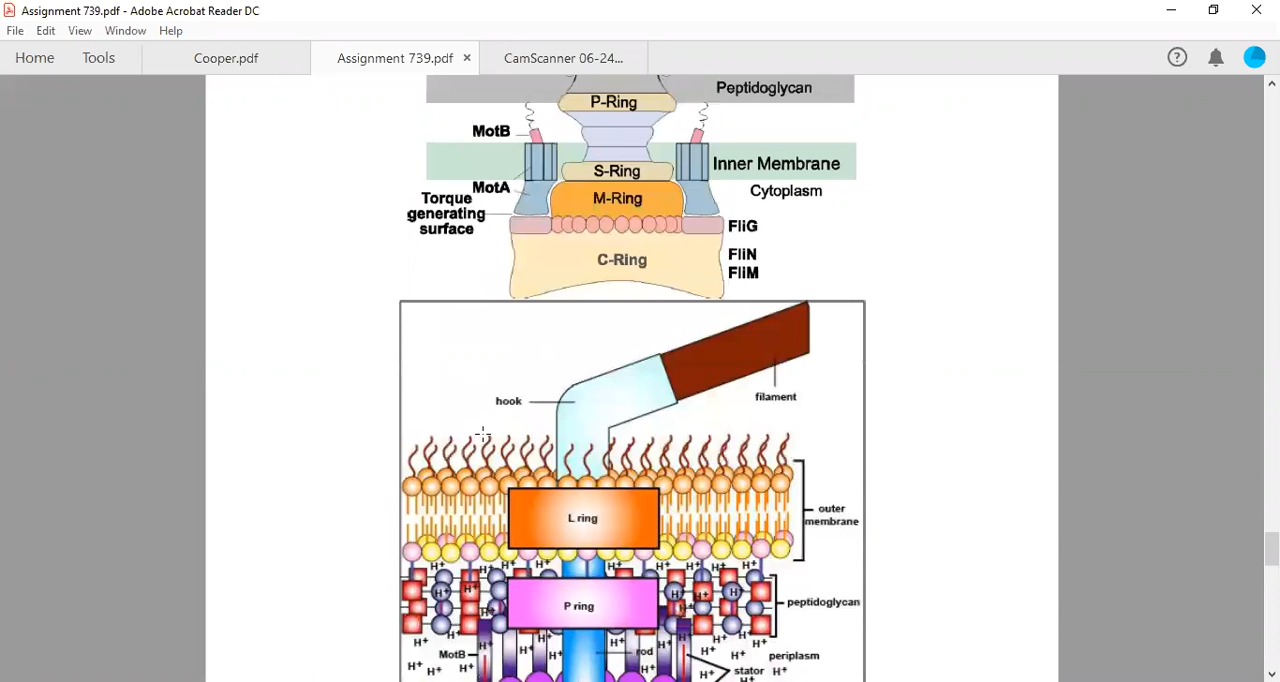 Assignment 739.pdf - Adobe Acrobat Reader DC
File Edit View Window Help
Home Tools Cooper.pdf Assignment 739.pdf × CamScanner 06-24...
Peptidoglycan
P-Ring
MotB
Inner Membrane
S-Ring
MotA
Cytoplasm
M-Ring
Torque
generating
surface
FliG
C-Ring
FliN
FliM
hook
filament
L ring
outer
membrane
H+ H+ H+ H+ H+ H+
H+ H+ H+ H+ H+
P ring
peptidoglycan
H+ H+
H+ H+ H+ H+ H+ H+ H+
MotB
H+ H+ rod H+ H+ periplasm
H+ H+ H+ H+ stator H+
H+ H+